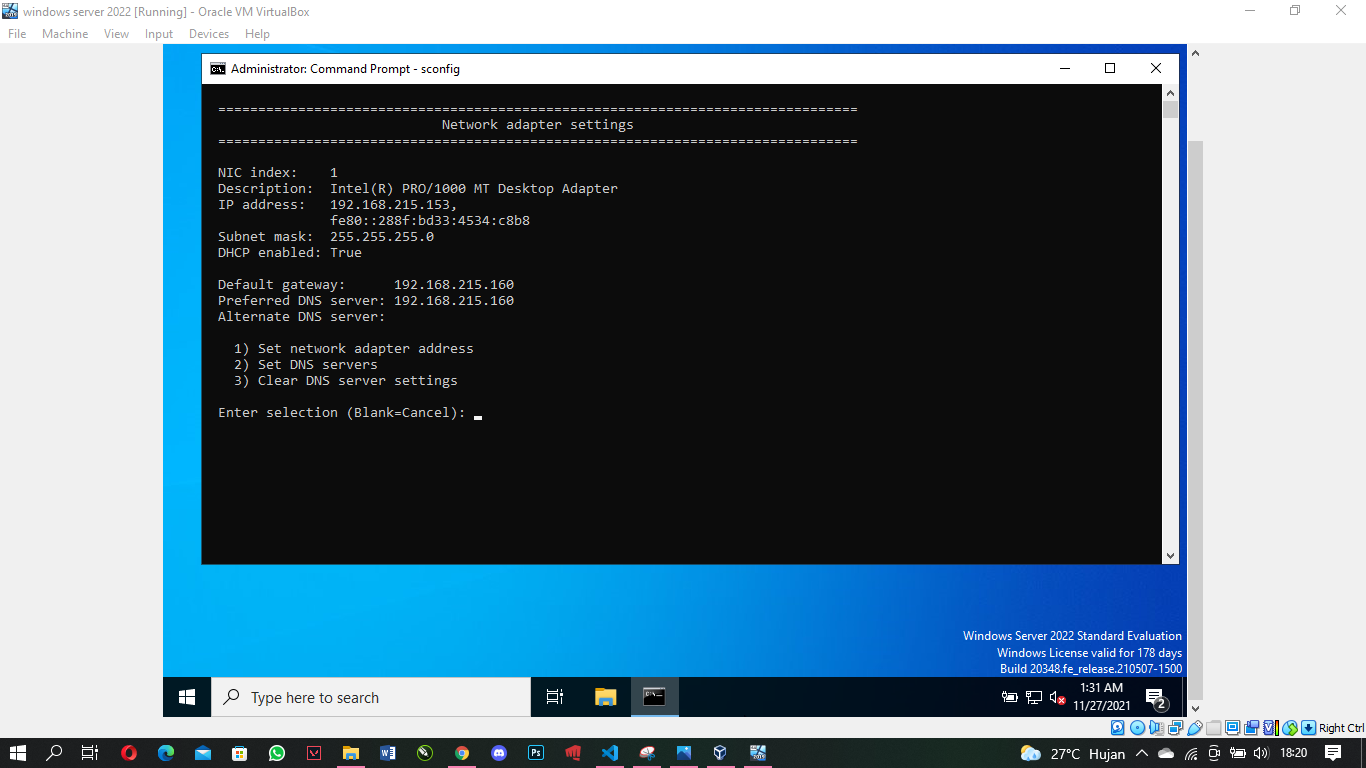 windows server 2022 [Running] - Oracle VM VirtualBox
File Machine View Input Devices Help
Administrator: Command Prompt - sconfig
================================================================================
Network adapter settings
================================================================================
NIC index: 1
Description: Intel(R) PRO/1000 MT Desktop Adapter
IP address: 192.168.215.153,
fe80::288f:bd33:4534:c8b8
Subnet mask: 255.255.255.0
DHCP enabled: True
Default gateway: 192.168.215.160
Preferred DNS server: 192.168.215.160
Alternate DNS server:
1) Set network adapter address
2) Set DNS servers
3) Clear DNS server settings
Enter selection (Blank=Cancel):
Windows Server 2022 Standard Evaluation
Windows License valid for 178 days
Build 20348.fe_release.210507-1500
Type here to search
1:31 AM
11/27/2021
2
Right Ctrl
27°C Hujan
18:20